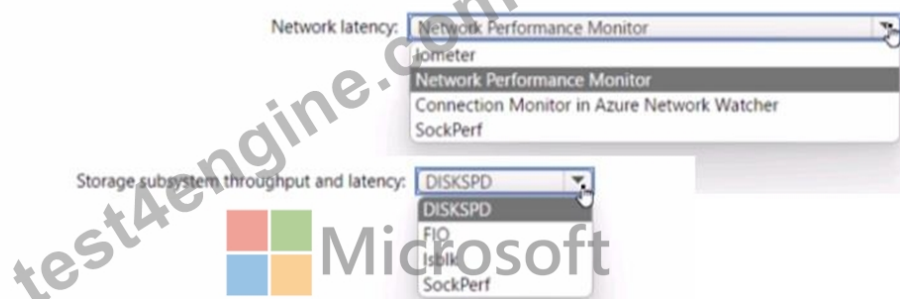 Network latency: Network Performance Monitor
Iometer
Network Performance Monitor
Connection Monitor in Azure Network Watcher
SockPerf
Storage subsystem throughput and latency: DISKSPD
DISKSPD
FIO
lsblk
SockPerf
Microsoft
test4engine.com